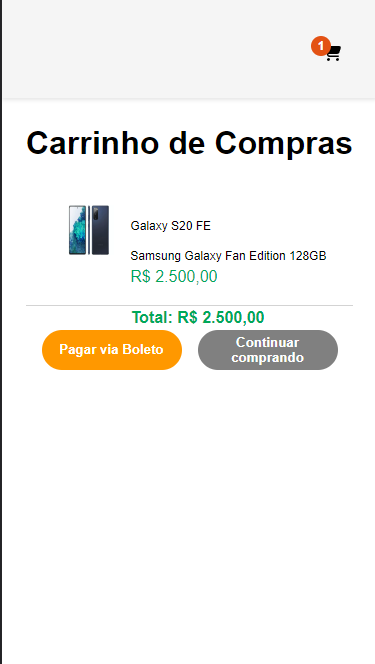 1
Carrinho de Compras
Galaxy S20 FE
Samsung Galaxy Fan Edition 128GB
R$ 2.500,00
Total: R$ 2.500,00
Pagar via Boleto
Continuar
comprando